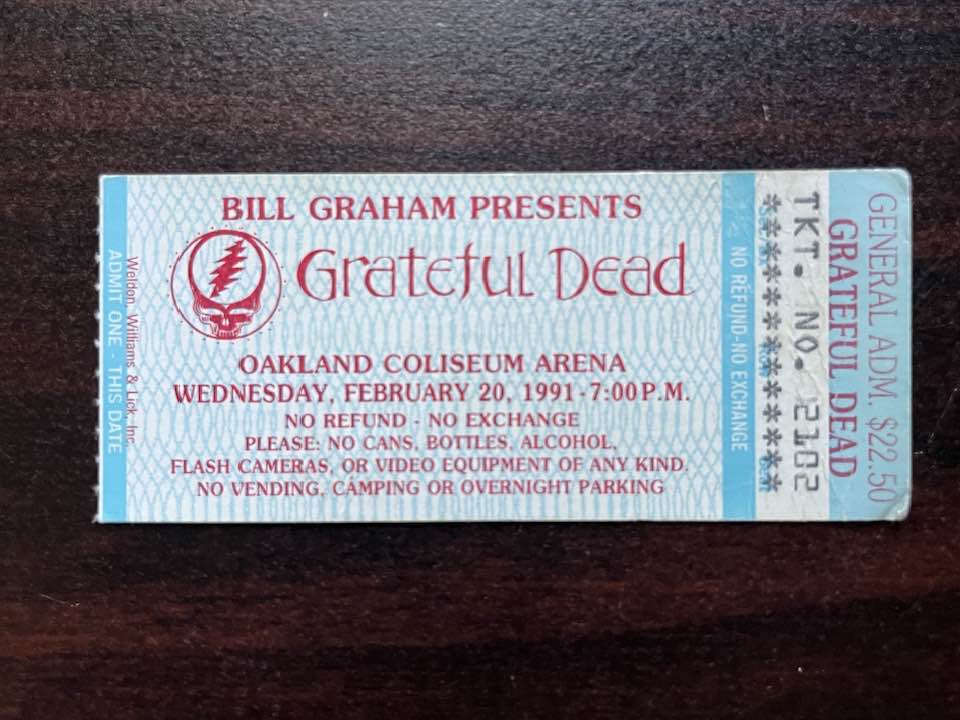 Weldon, Williams & Lick, Inc.
ADMIT ONE - THIS DATE
BILL GRAHAM PRESENTS
Grateful Dead
OAKLAND COLISEUM ARENA
WEDNESDAY, FEBRUARY 20, 1991 - 7:00 P.M.
NO REFUND - NO EXCHANGE
PLEASE: NO CANS, BOTTLES, ALCOHOL,
FLASH CAMERAS, OR VIDEO EQUIPMENT OF ANY KIND.
NO VENDING, CAMPING OR OVERNIGHT PARKING
NO REFUND-NO EXCHANGE
TKT. NO. 12102
GENERAL ADM. $22.50
GRATEFUL DEAD